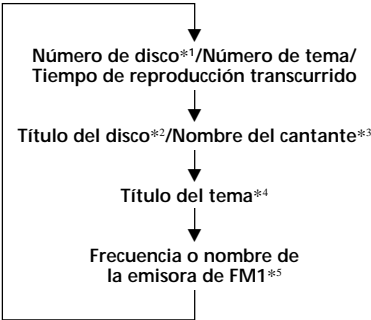 Número de disco*1/Número de tema/
Tiempo de reproducción transcurrido
Título del disco*2/Nombre del cantante*3
Título del tema*4
Frecuencia o nombre de
la emisora de FM1*5